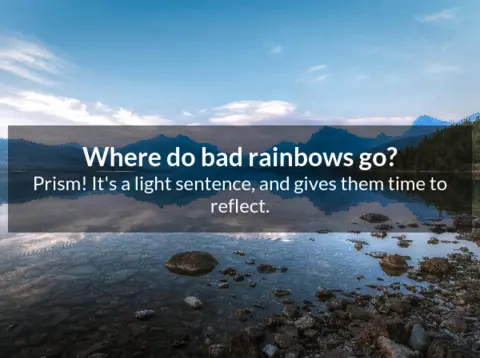 Where do bad rainbows go?
Prism! It's a light sentence, and gives them time to
reflect.